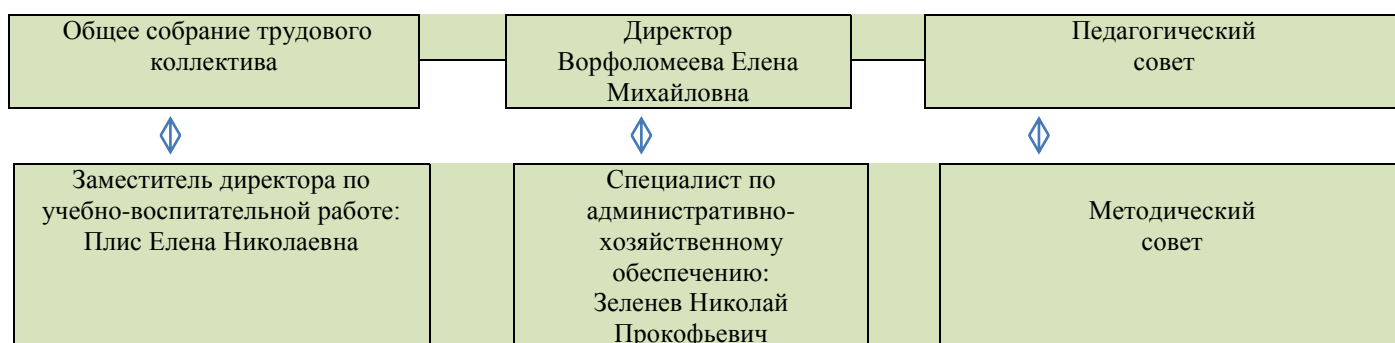 Общее собрание трудового
коллектива
Директор
Ворфоломеева Елена
Михайловна
Педагогический
совет
Заместитель директора по
учебно-воспитательной работе:
Плис Елена Николаевна
Специалист по
административно-
хозяйственному
обеспечению:
Зеленев Николай
Прокофьевич
Методический
совет